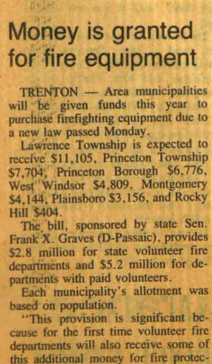 Money is granted
for fire equipment
TRENTON — Area municipalities
will be given funds this year to
purchase firefighting equipment due to
a new law passed Monday.
Lawrence Township is expected to
receive $11,105, Princeton Township
$7,704, Princeton Borough $6,776,
West Windsor $4,809, Montgomery
$4,144, Plainsboro $3,156, and Rocky
Hill $404.
The bill, sponsored by state Sen.
Frank X. Graves (D-Passaic), provides
$2.8 million for state volunteer fire
departments and $5.2 million for de-
partments with paid volunteers.
Each municipality's allotment was
based on population.
"This provision is significant be-
cause for the first time volunteer fire
departments will also receive some of
this additional money for fire protec-